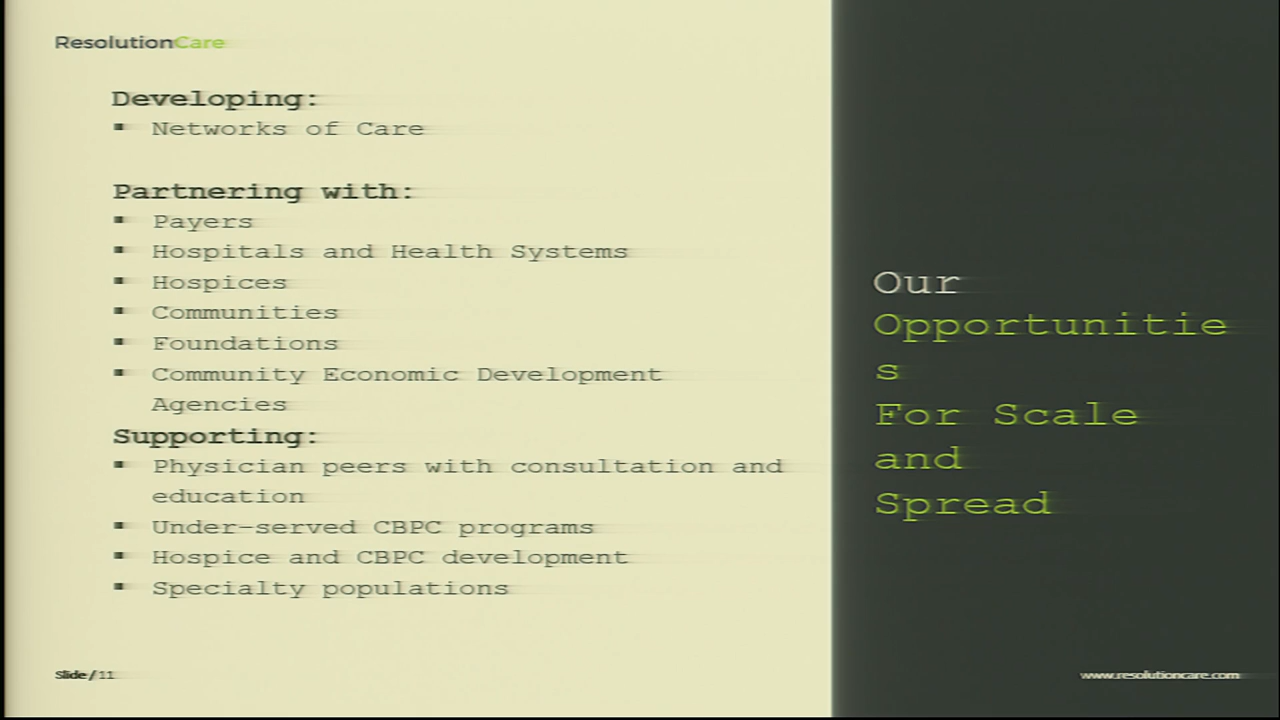 ResolutionCare
Developing:
▪ Networks of Care
Partnering with:
▪ Payers
▪ Hospitals and Health Systems
▪ Hospices
▪ Communities
▪ Foundations
▪ Community Economic Development
Agencies
Supporting:
▪ Physician peers with consultation and
education
▪ Under-served CBPC programs
▪ Hospice and CBPC development
▪ Specialty populations
Our
Opportunitie
s
For Scale
and
Spread
Slide / 11
www.resolutioncare.com